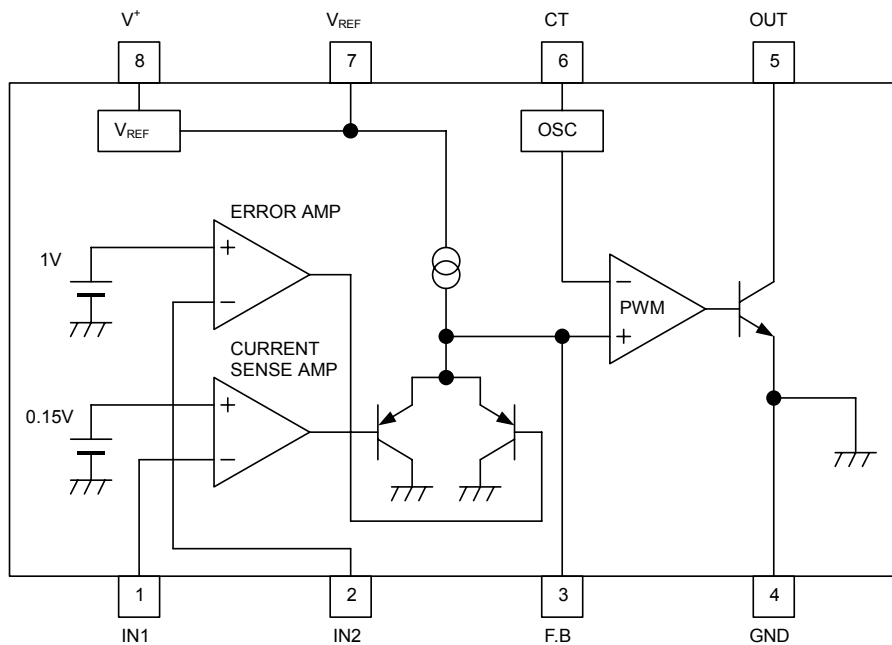 V+ VREF CT OUT
8 7 6 5
VREF OSC
ERROR AMP
+
1V
−
− PWM
+
CURRENT
SENSE AMP
+
0.15V
−
1 2 3 4
IN1 IN2 F.B GND